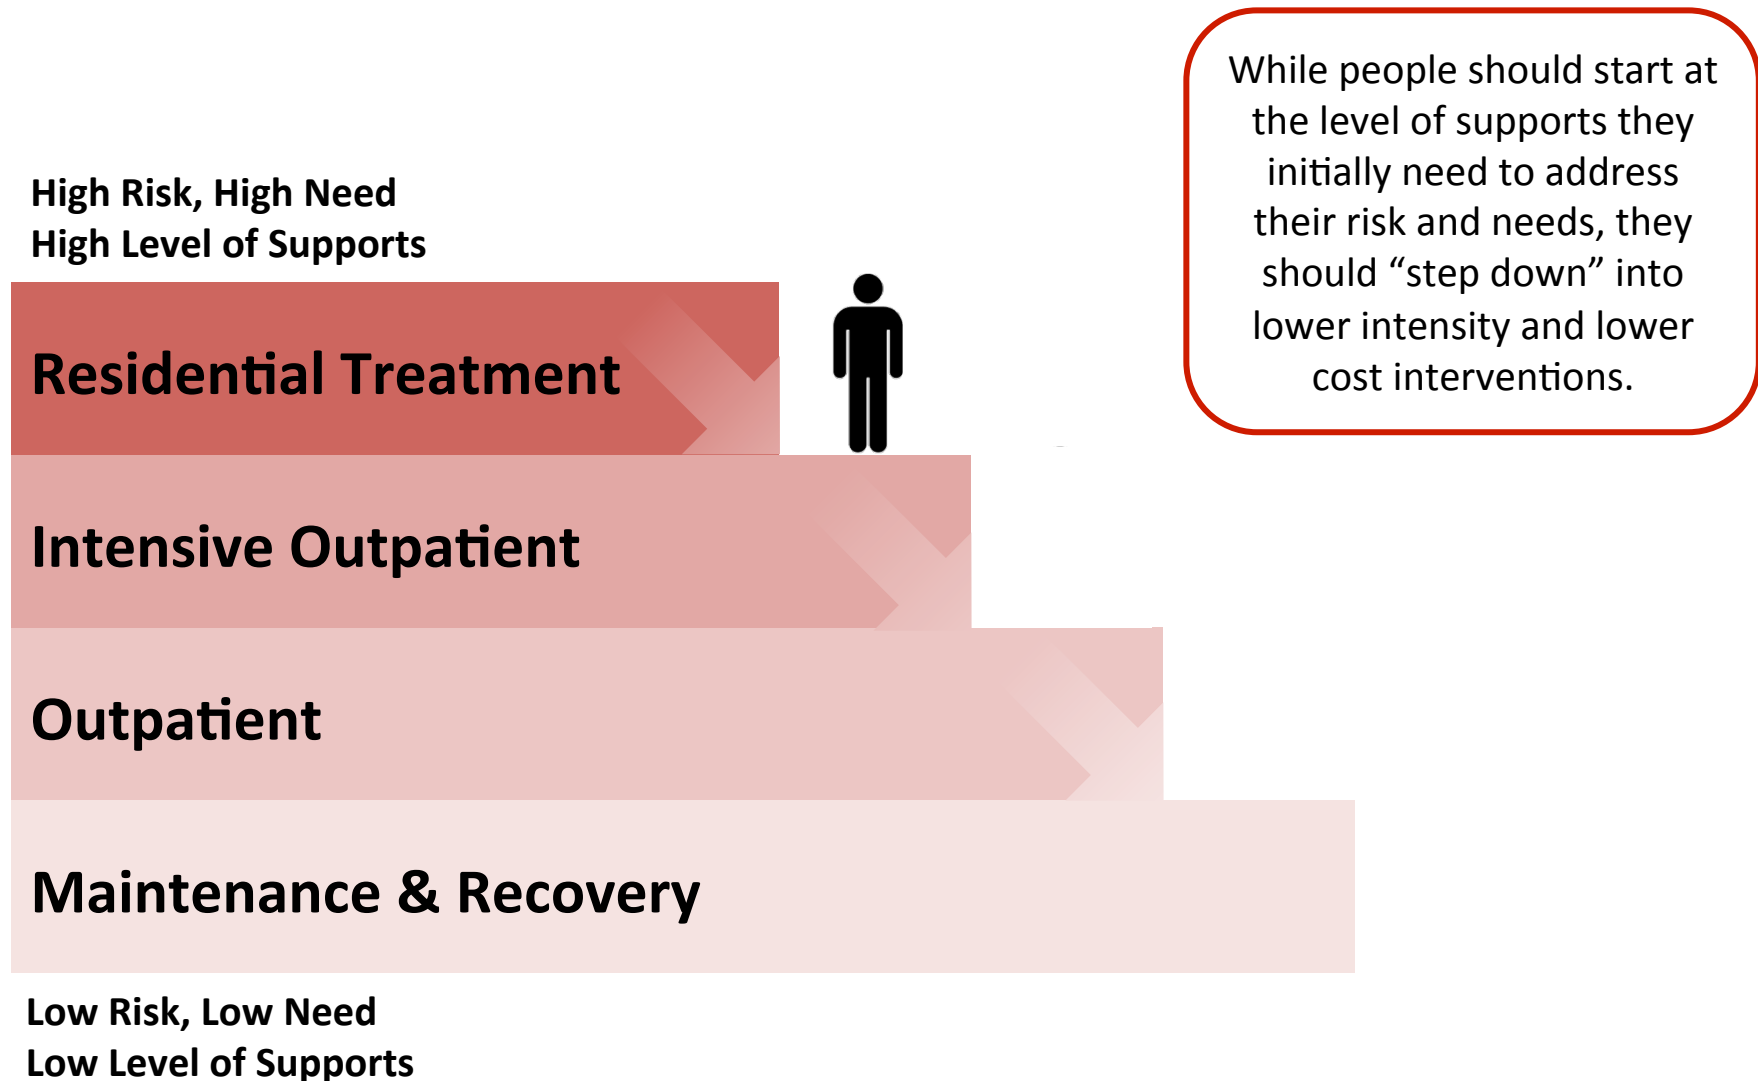 While people should start at
the level of supports they
initially need to address
their risk and needs, they
should “step down” into
lower intensity and lower
cost interventions.
High Risk, High Need
High Level of Supports
Residential Treatment
Intensive Outpatient
Outpatient
Maintenance & Recovery
Low Risk, Low Need
Low Level of Supports